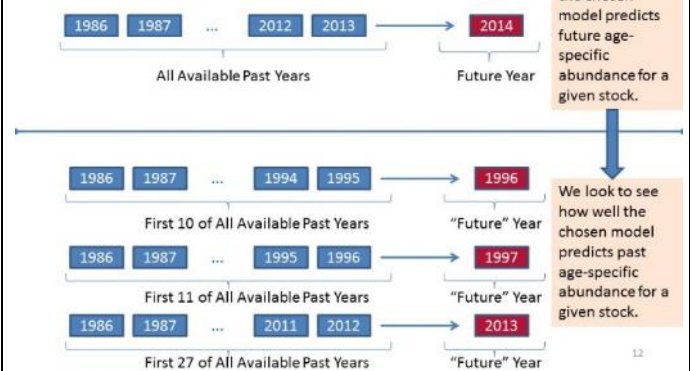 the chosen
model predicts
future age-
specific
abundance for a
given stock.
1986 1987 ... 2012 2013 2014
All Available Past Years Future Year
1986 1987 ... 1994 1995 1996
First 10 of All Available Past Years "Future" Year
1986 1987 ... 1995 1996 1997
First 11 of All Available Past Years "Future" Year
1986 1987 ... 2011 2012 2013
First 27 of All Available Past Years "Future" Year
We look to see
how well the
chosen model
predicts past
age-specific
abundance for a
given stock.
12